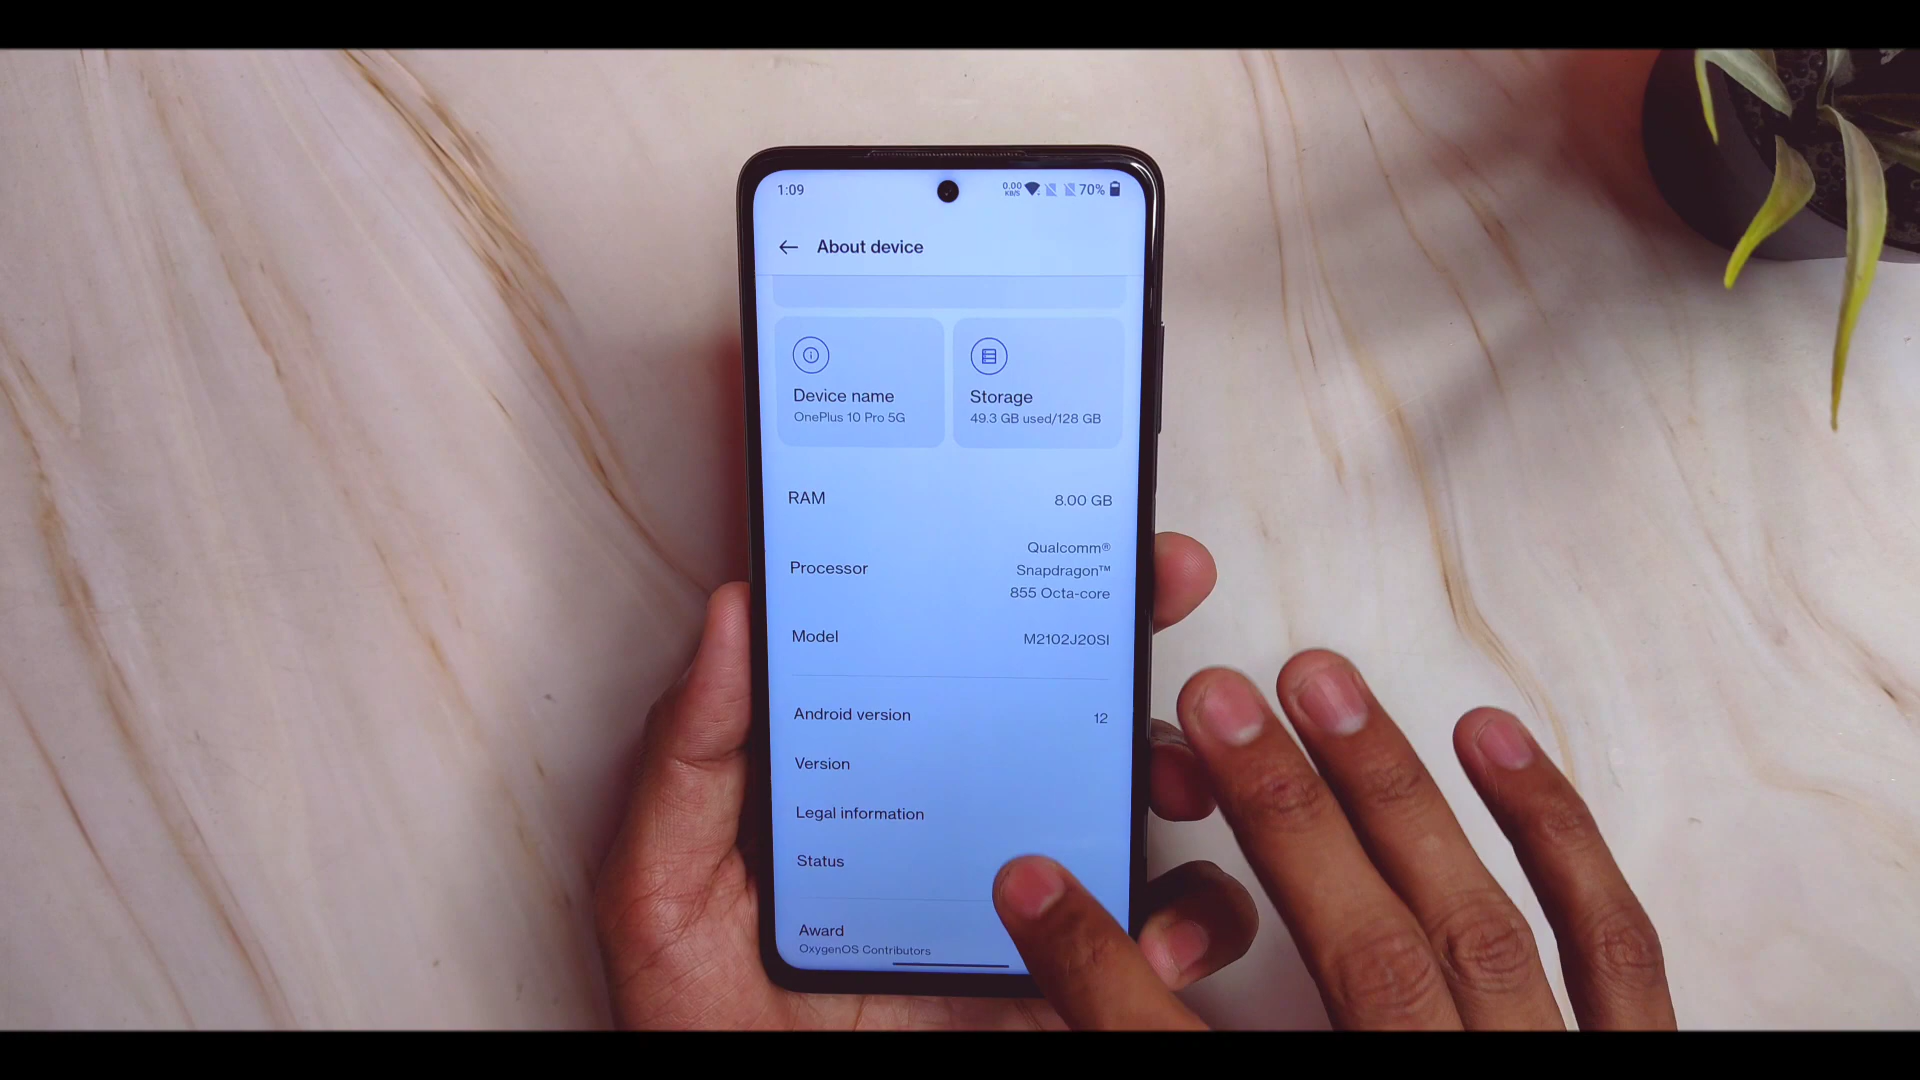 1:09
0.00
KB/S
70%
About device
Device name
OnePlus 10 Pro 5G
Storage
49.3 GB used/128 GB
RAM
8.00 GB
Processor
Qualcomm®
Snapdragon™
855 Octa-core
Model
M2102J20SI
Android version
12
Version
Legal information
Status
Award
OxygenOS Contributors